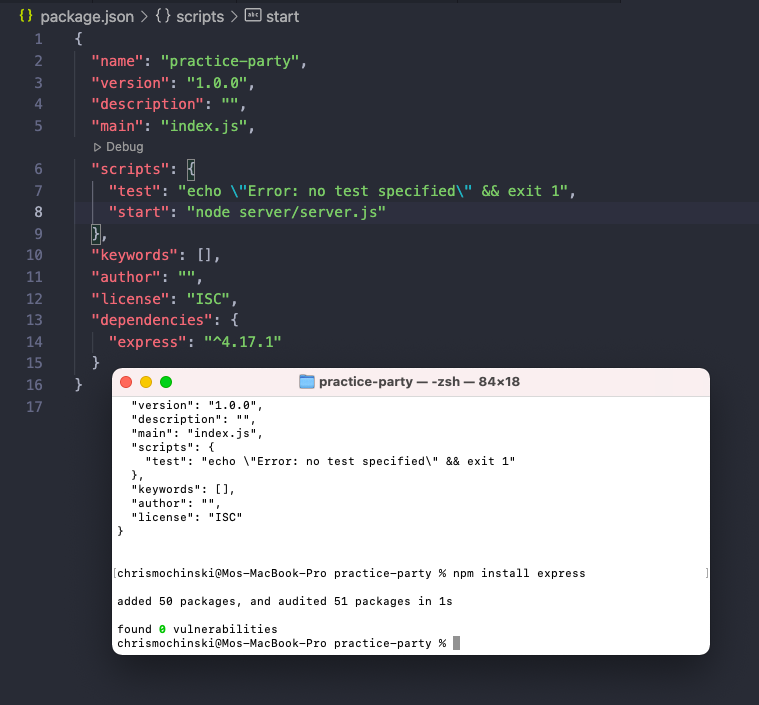 {} package.json > {} scripts > abc start
1 {
2 "name": "practice-party",
3 "version": "1.0.0",
4 "description": "",
5 "main": "index.js",
Debug
6 "scripts": {
7 "test": "echo \"Error: no test specified\" && exit 1",
8 "start": "node server/server.js"
9 },
10 "keywords": [],
11 "author": "",
12 "license": "ISC",
13 "dependencies": {
14 "express": "^4.17.1"
15 }
16 }
17
practice-party — -zsh — 84×18
"version": "1.0.0",
"description": "",
"main": "index.js",
"scripts": {
"test": "echo \"Error: no test specified\" && exit 1"
},
"keywords": [],
"author": "",
"license": "ISC"
}
[chrismochinski@Mos-MacBook-Pro practice-party % npm install express ]
added 50 packages, and audited 51 packages in 1s
found 0 vulnerabilities
chrismochinski@Mos-MacBook-Pro practice-party %